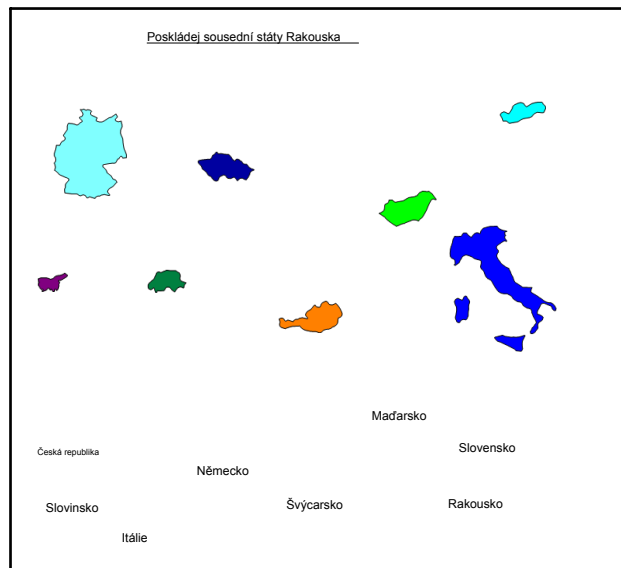 Poskládej sousední státy Rakouska
Maďarsko
Česká republika
Slovensko
Německo
Slovinsko
Švýcarsko
Rakousko
Itálie